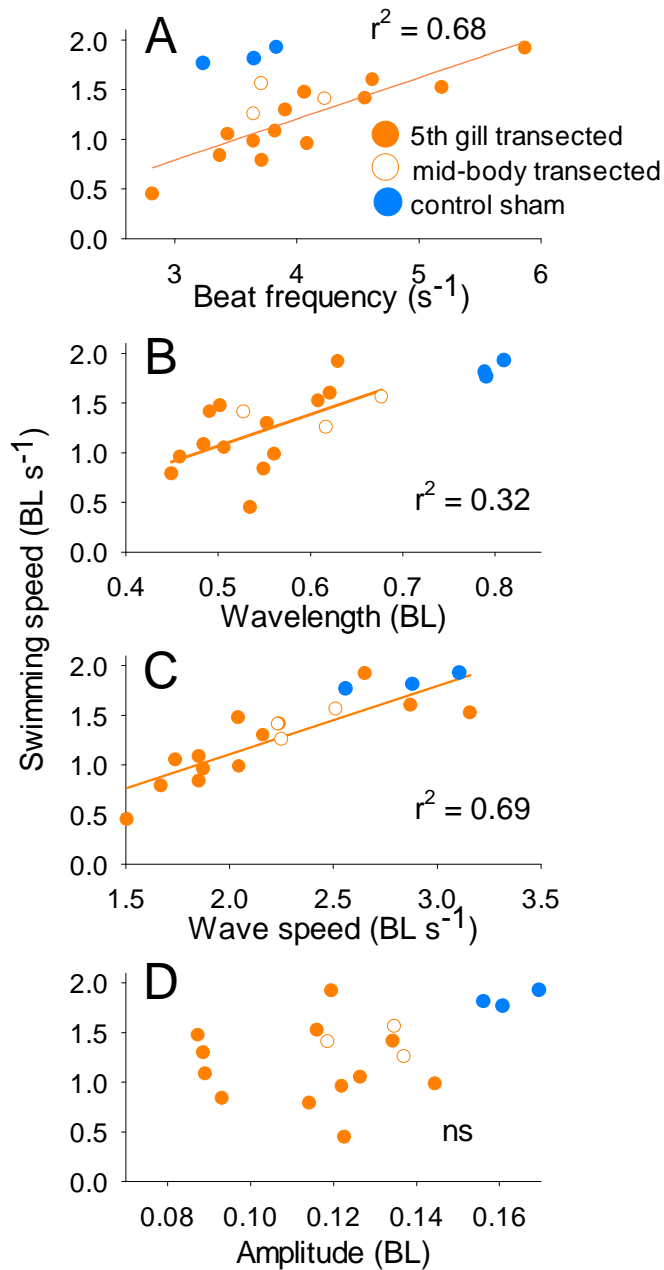 A
r² = 0.68
2.0
1.5
1.0
0.5
0.0
5th gill transected
mid-body transected
control sham
3 4 5 6
Beat frequency (s⁻¹)
B
2.0
1.5
1.0
0.5
0.0
r² = 0.32
0.4 0.5 0.6 0.7 0.8
Wavelength (BL)
Swimming speed (BL s⁻¹)
C
2.0
1.5
1.0
0.5
0.0
r² = 0.69
1.5 2.0 2.5 3.0 3.5
Wave speed (BL s⁻¹)
D
2.0
1.5
1.0
0.5
0.0
ns
0.08 0.10 0.12 0.14 0.16
Amplitude (BL)